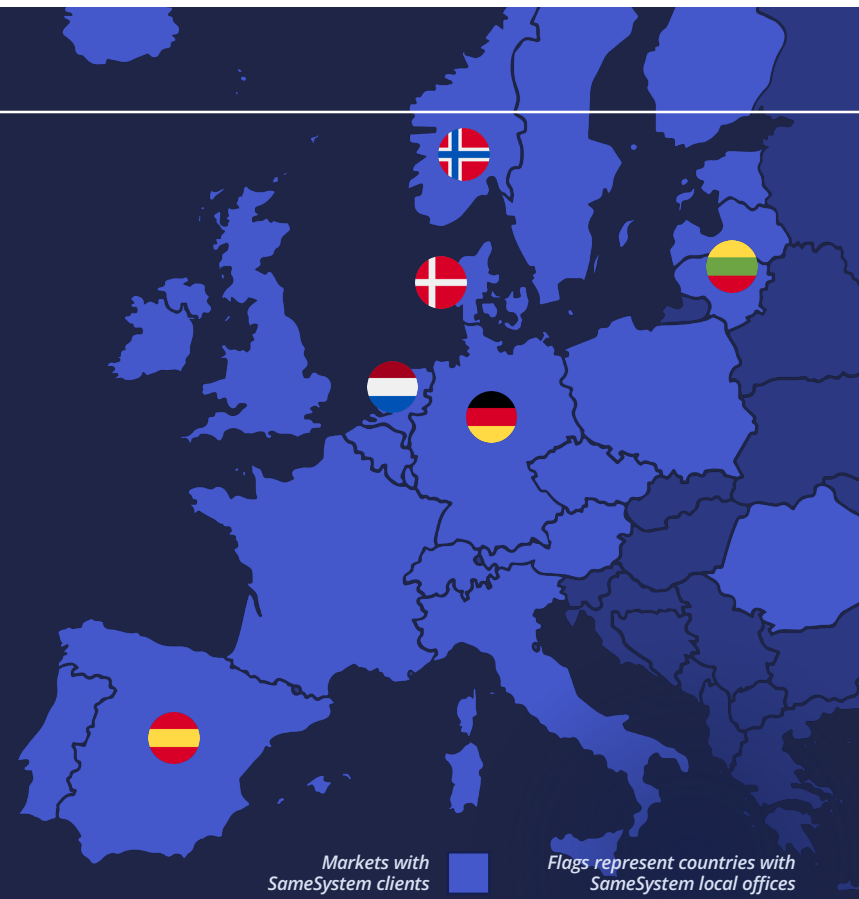 Markets with
SameSystem clients
Flags represent countries with
SameSystem local offices